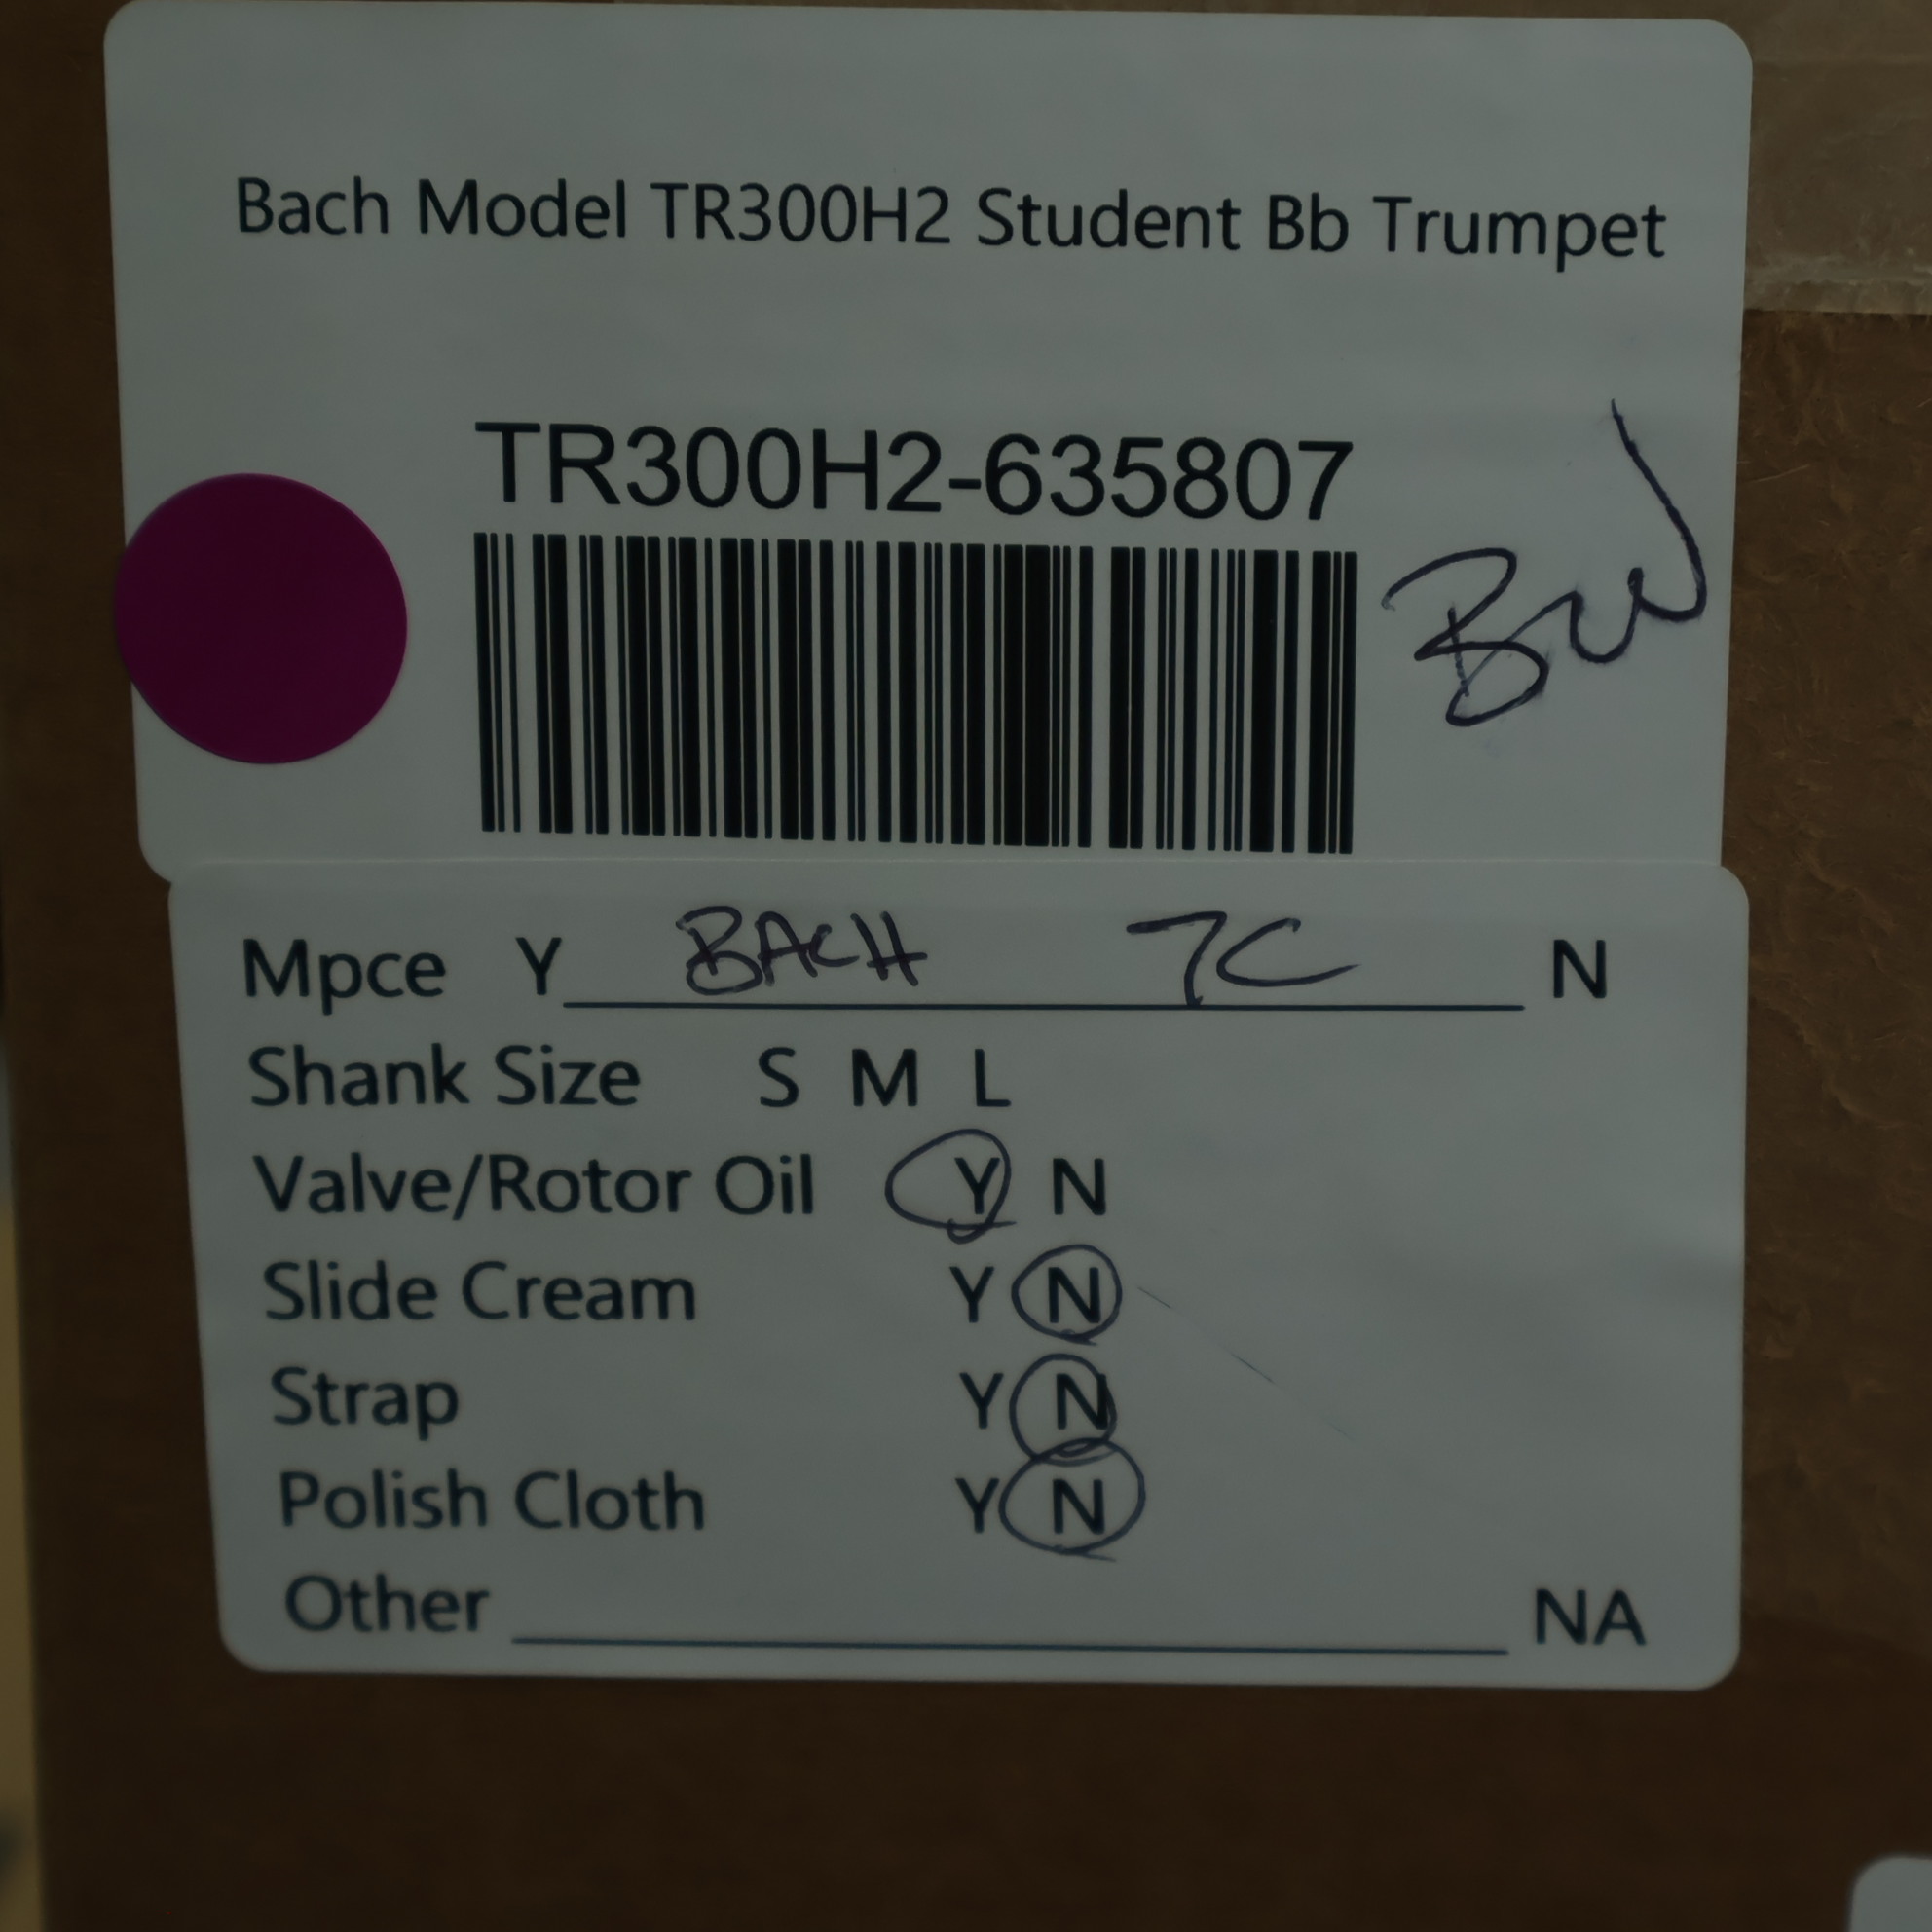 Bach Model TR300H2 Student Bb Trumpet
TR300H2-635807
BW
Mpce Y BACH 7C N
Shank Size S M L
Valve/Rotor Oil Y N
Slide Cream Y N
Strap Y N
Polish Cloth Y N
Other NA